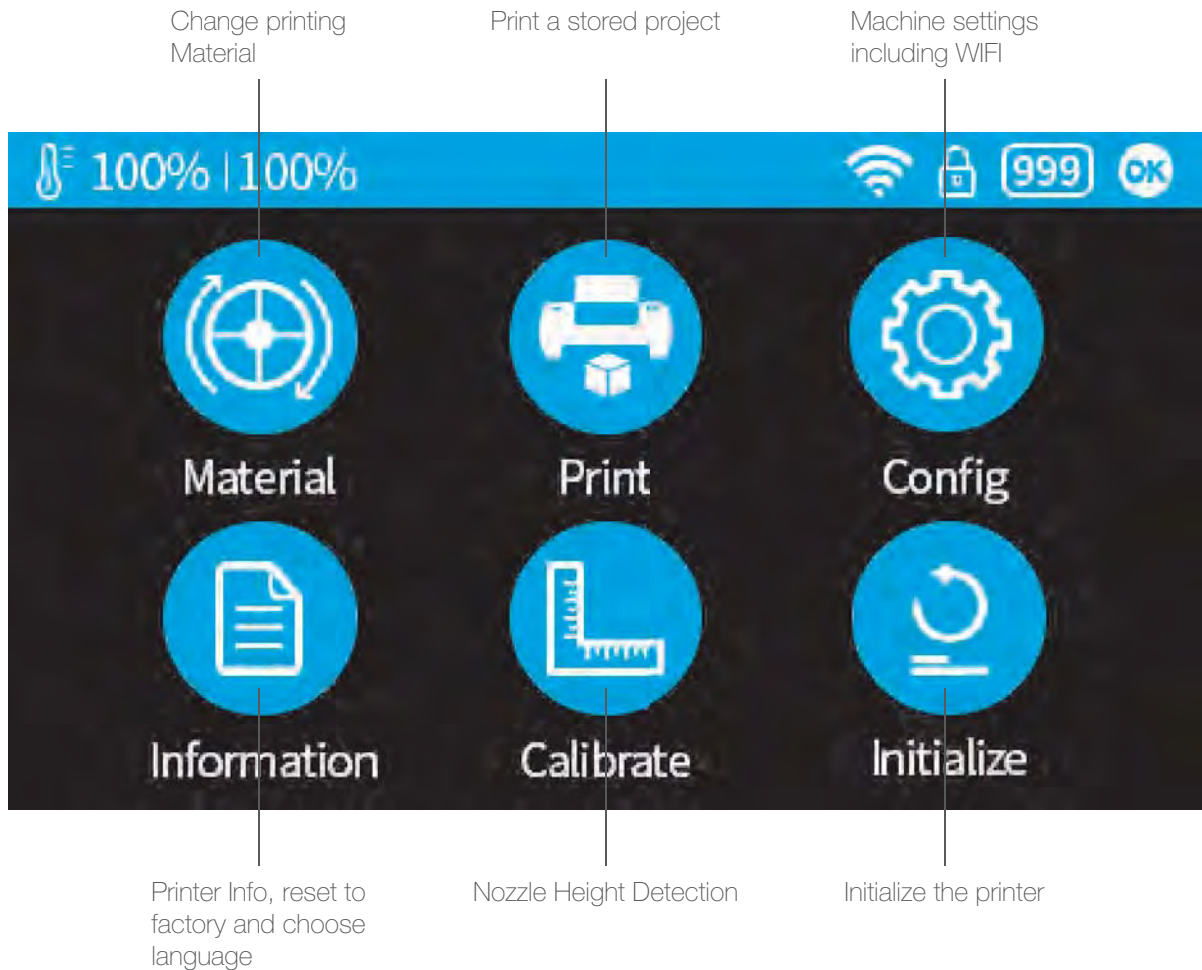 Change printing
Material
Print a stored project
Machine settings
including WIFI
100% | 100%
999
OK
Material
Print
Config
Information
Calibrate
Initialize
Printer Info, reset to
factory and choose
language
Nozzle Height Detection
Initialize the printer